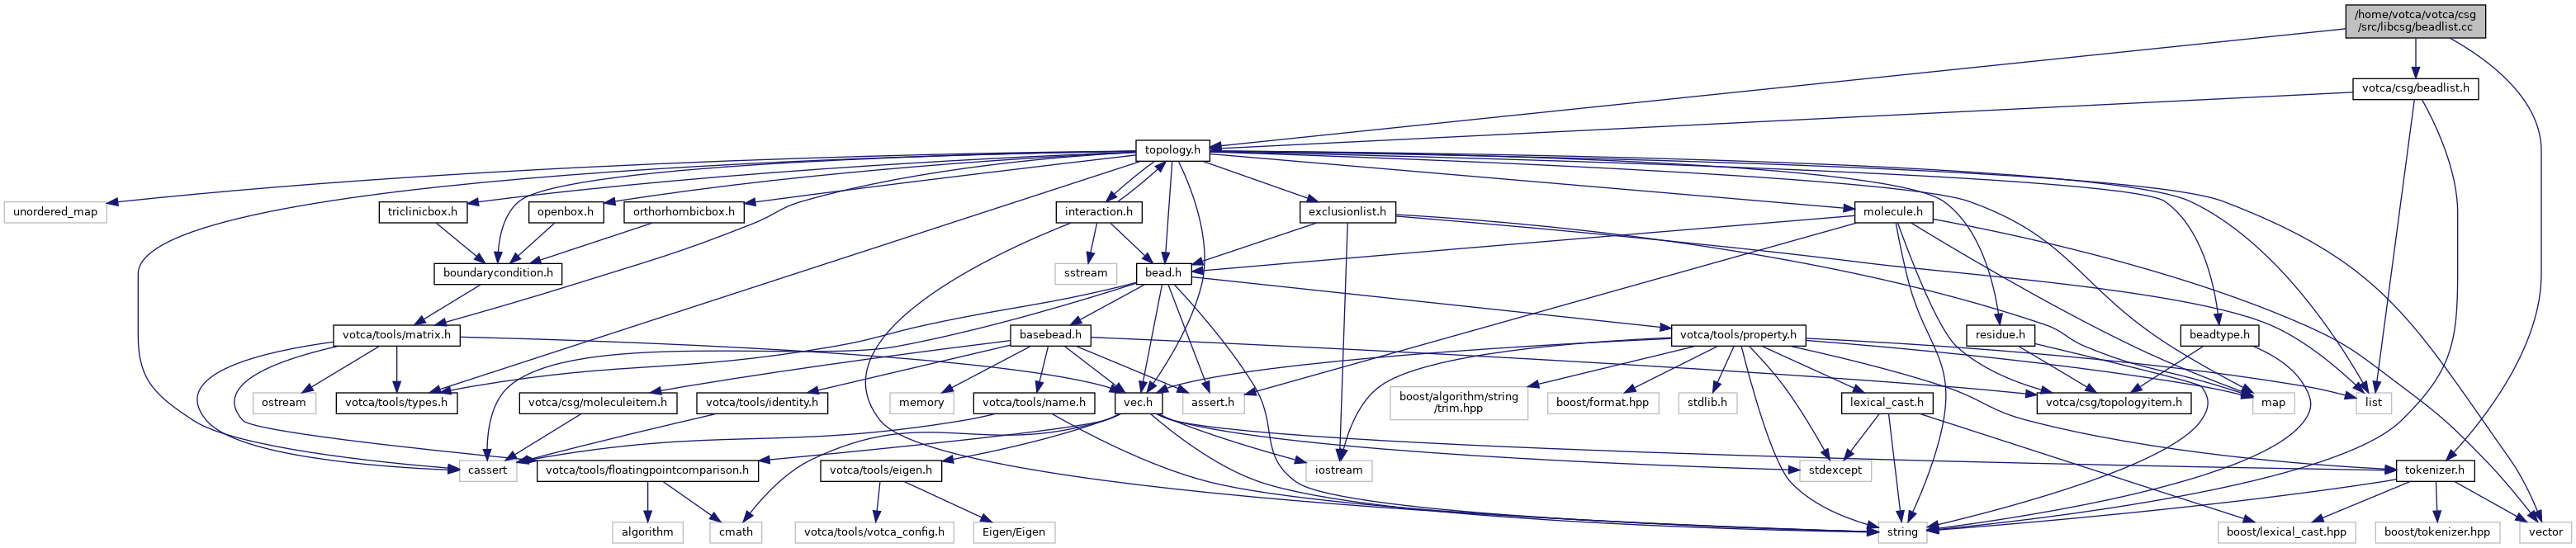 /home/votca/votca/csg
/src/libcsg/beadlist.cc
votca/csg/beadlist.h
topology.h
unordered_map
triclinicbox.h
openbox.h
orthorhombicbox.h
interaction.h
exclusionlist.h
molecule.h
boundarycondition.h
sstream
bead.h
votca/tools/matrix.h
basebead.h
votca/tools/property.h
residue.h
beadtype.h
ostream
votca/tools/types.h
votca/csg/moleculeitem.h
votca/tools/identity.h
memory
votca/tools/name.h
vec.h
assert.h
boost/algorithm/string
/trim.hpp
boost/format.hpp
stdlib.h
lexical_cast.h
votca/csg/topologyitem.h
map
list
cassert
votca/tools/floatingpointcomparison.h
votca/tools/eigen.h
iostream
stdexcept
tokenizer.h
algorithm
cmath
votca/tools/votca_config.h
Eigen/Eigen
string
boost/lexical_cast.hpp
boost/tokenizer.hpp
vector